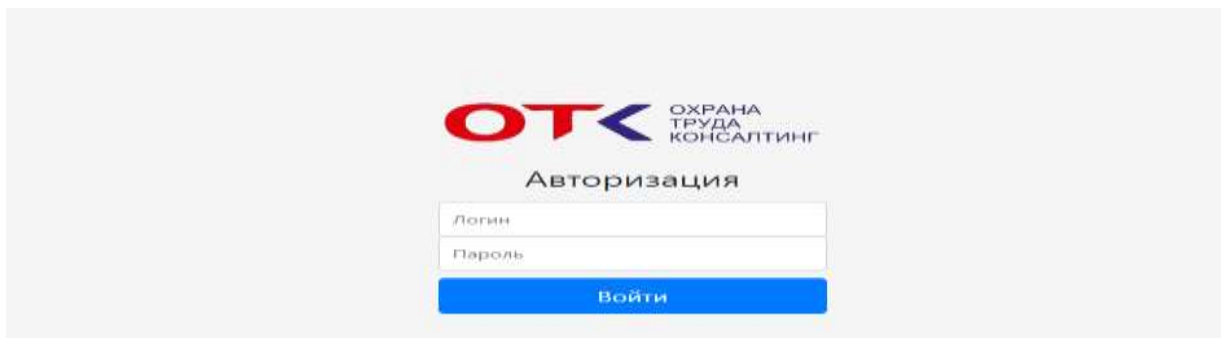 ОТК
ОХРАНА
ТРУДА
КОНСАЛТИНГ
Авторизация
Логин
Пароль
Войти